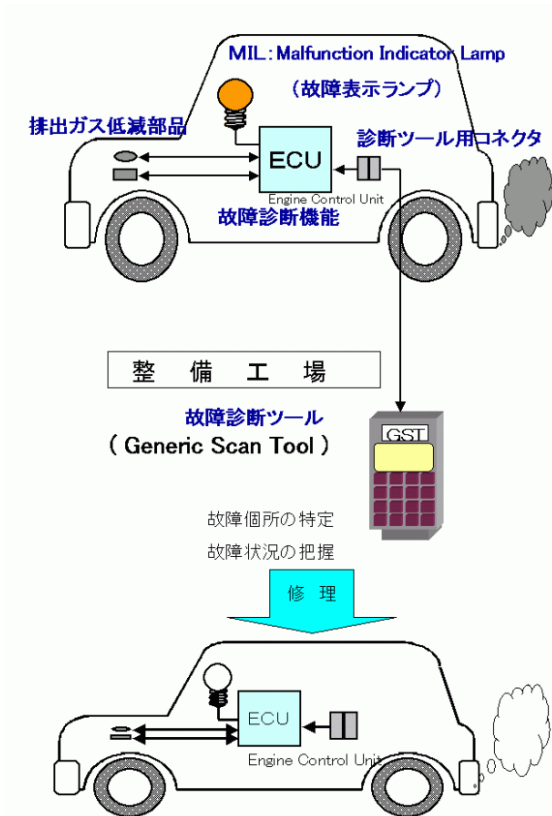 MIL:Malfunction Indicator Lamp
（故障表示ランプ）
排出ガス低減部品
診断ツール用コネクタ
ECU
Engine Control Unit
故障診断機能
整 備 工 場
故障診断ツール
( Generic Scan Tool )
GST
故障個所の特定
故障状況の把握
修 理
ECU
Engine Control Unit